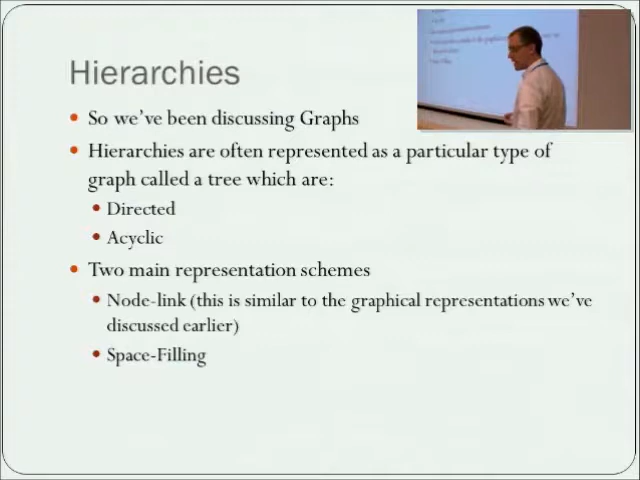 Hierarchies
So we've been discussing Graphs
Hierarchies are often represented as a particular type of
graph called a tree which are:
Directed
Acyclic
Two main representation schemes
Node-link (this is similar to the graphical representations we've
discussed earlier)
Space-Filling